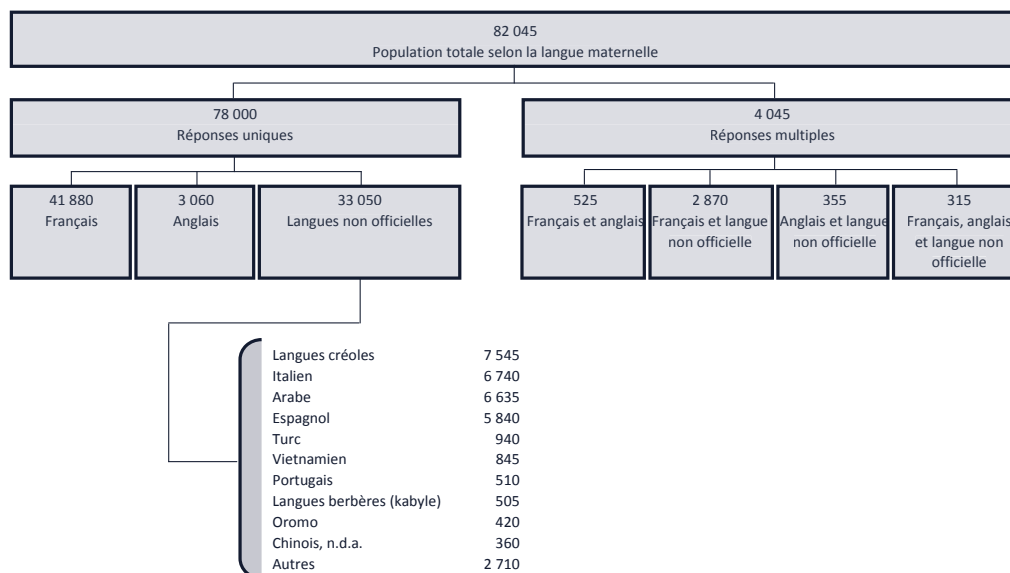 82 045
Population totale selon la langue maternelle
78 000
Réponses uniques
4 045
Réponses multiples
41 880
Français
3 060
Anglais
33 050
Langues non officielles
525
Français et anglais
2 870
Français et langue
non officielle
355
Anglais et langue
non officielle
315
Français, anglais
et langue non
officielle
Langues créoles 7 545
Italien 6 740
Arabe 6 635
Espagnol 5 840
Turc 940
Vietnamien 845
Portugais 510
Langues berbères (kabyle) 505
Oromo 420
Chinois, n.d.a. 360
Autres 2 710